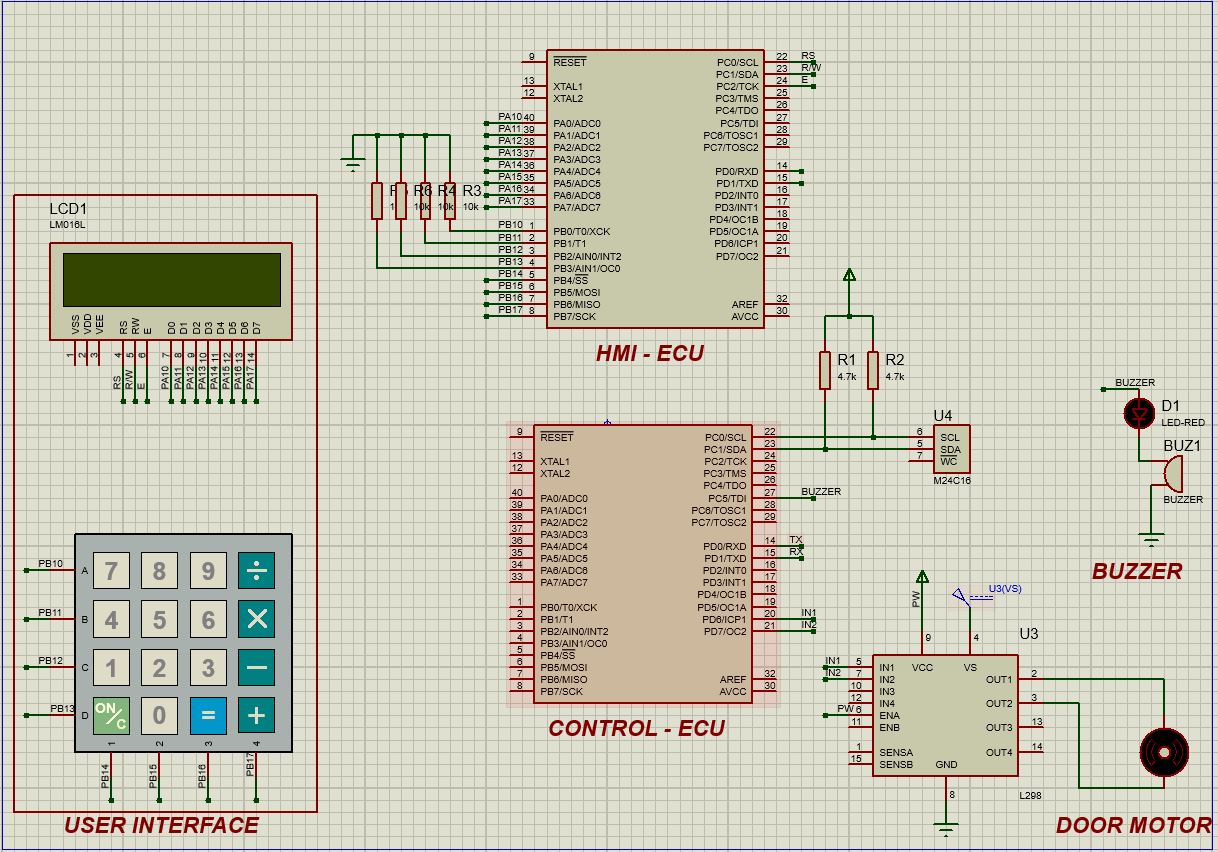 LCD1
LM016L
VSS
VDD
VEE
RS
RW
E
D0
D1
D2
D3
D4
D5
D6
D7
1
2
3
4
5
6
7
8
9
10
11
12
13
14
RS
R/W
E
PA10
PA11
PA12
PA13
PA14
PA15
PA16
PA17
PB10
PB11
PB12
PB13
A
B
C
D
7 8 9 ÷
4 5 6 ×
1 2 3 −
ON/C 0 = +
1
2
3
4
PB14
PB15
PB16
PB17
USER INTERFACE
R6
R4
R3
10k
10k
10k
9 RESET
13 XTAL1
12 XTAL2
PA10 40 PA0/ADC0
PA11 39 PA1/ADC1
PA12 38 PA2/ADC2
PA13 37 PA3/ADC3
PA14 36 PA4/ADC4
PA15 35 PA5/ADC5
PA16 34 PA6/ADC6
PA17 33 PA7/ADC7
PB10 1 PB0/T0/XCK
PB11 2 PB1/T1
PB12 3 PB2/AIN0/INT2
PB13 4 PB3/AIN1/OC0
PB14 5 PB4/SS
PB15 6 PB5/MOSI
PB16 7 PB6/MISO
PB17 8 PB7/SCK
PC0/SCL 22 RS
PC1/SDA 23 R/W
PC2/TCK 24 E
PC3/TMS 25
PC4/TDO 26
PC5/TDI 27
PC6/TOSC1 28
PC7/TOSC2 29
PD0/RXD 14
PD1/TXD 15
PD2/INT0 16
PD3/INT1 17
PD4/OC1B 18
PD5/OC1A 19
PD6/ICP1 20
PD7/OC2 21
AREF 32
AVCC 30
HMI - ECU
R1
4.7k
R2
4.7k
9 RESET
13 XTAL1
12 XTAL2
40 PA0/ADC0
39 PA1/ADC1
38 PA2/ADC2
37 PA3/ADC3
36 PA4/ADC4
35 PA5/ADC5
34 PA6/ADC6
33 PA7/ADC7
1 PB0/T0/XCK
2 PB1/T1
3 PB2/AIN0/INT2
4 PB3/AIN1/OC0
5 PB4/SS
6 PB5/MOSI
7 PB6/MISO
8 PB7/SCK
PC0/SCL 22
PC1/SDA 23
PC2/TCK 24
PC3/TMS 25
PC4/TDO 26
PC5/TDI 27 BUZZER
PC6/TOSC1 28
PC7/TOSC2 29
PD0/RXD 14 TX
PD1/TXD 15 RX
PD2/INT0 16
PD3/INT1 17
PD4/OC1B 18
PD5/OC1A 19
PD6/ICP1 20 IN1
PD7/OC2 21 IN2
AREF 32
AVCC 30
CONTROL - ECU
U4
6 SCL
5 SDA
7 WC
M24C16
BUZZER
D1
LED-RED
BUZ1
BUZZER
BUZZER
PW
U3(VS)
U3
9
4
VCC
VS
IN1 5 IN1
IN2 7 IN2
10 IN3
12 IN4
PW 6 ENA
11 ENB
1 SENSA
15 SENSB
OUT1 2
OUT2 3
OUT3 13
OUT4 14
GND
8
L298
DOOR MOTOR